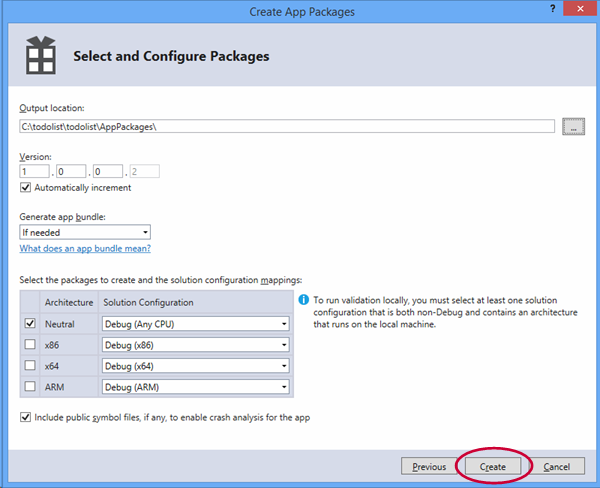 Create App Packages
?
Select and Configure Packages
Output location:
C:\todolist\todolist\AppPackages\
...
Version:
1 . 0 . 0 . 2
Automatically increment
Generate app bundle:
If needed
What does an app bundle mean?
Select the packages to create and the solution configuration mappings:
Architecture Solution Configuration
Neutral Debug (Any CPU)
x86 Debug (x86)
x64 Debug (x64)
ARM Debug (ARM)
To run validation locally, you must select at least one solution
configuration that is both non-Debug and contains an architecture
that runs on the local machine.
Include public symbol files, if any, to enable crash analysis for the app
Previous Create Cancel